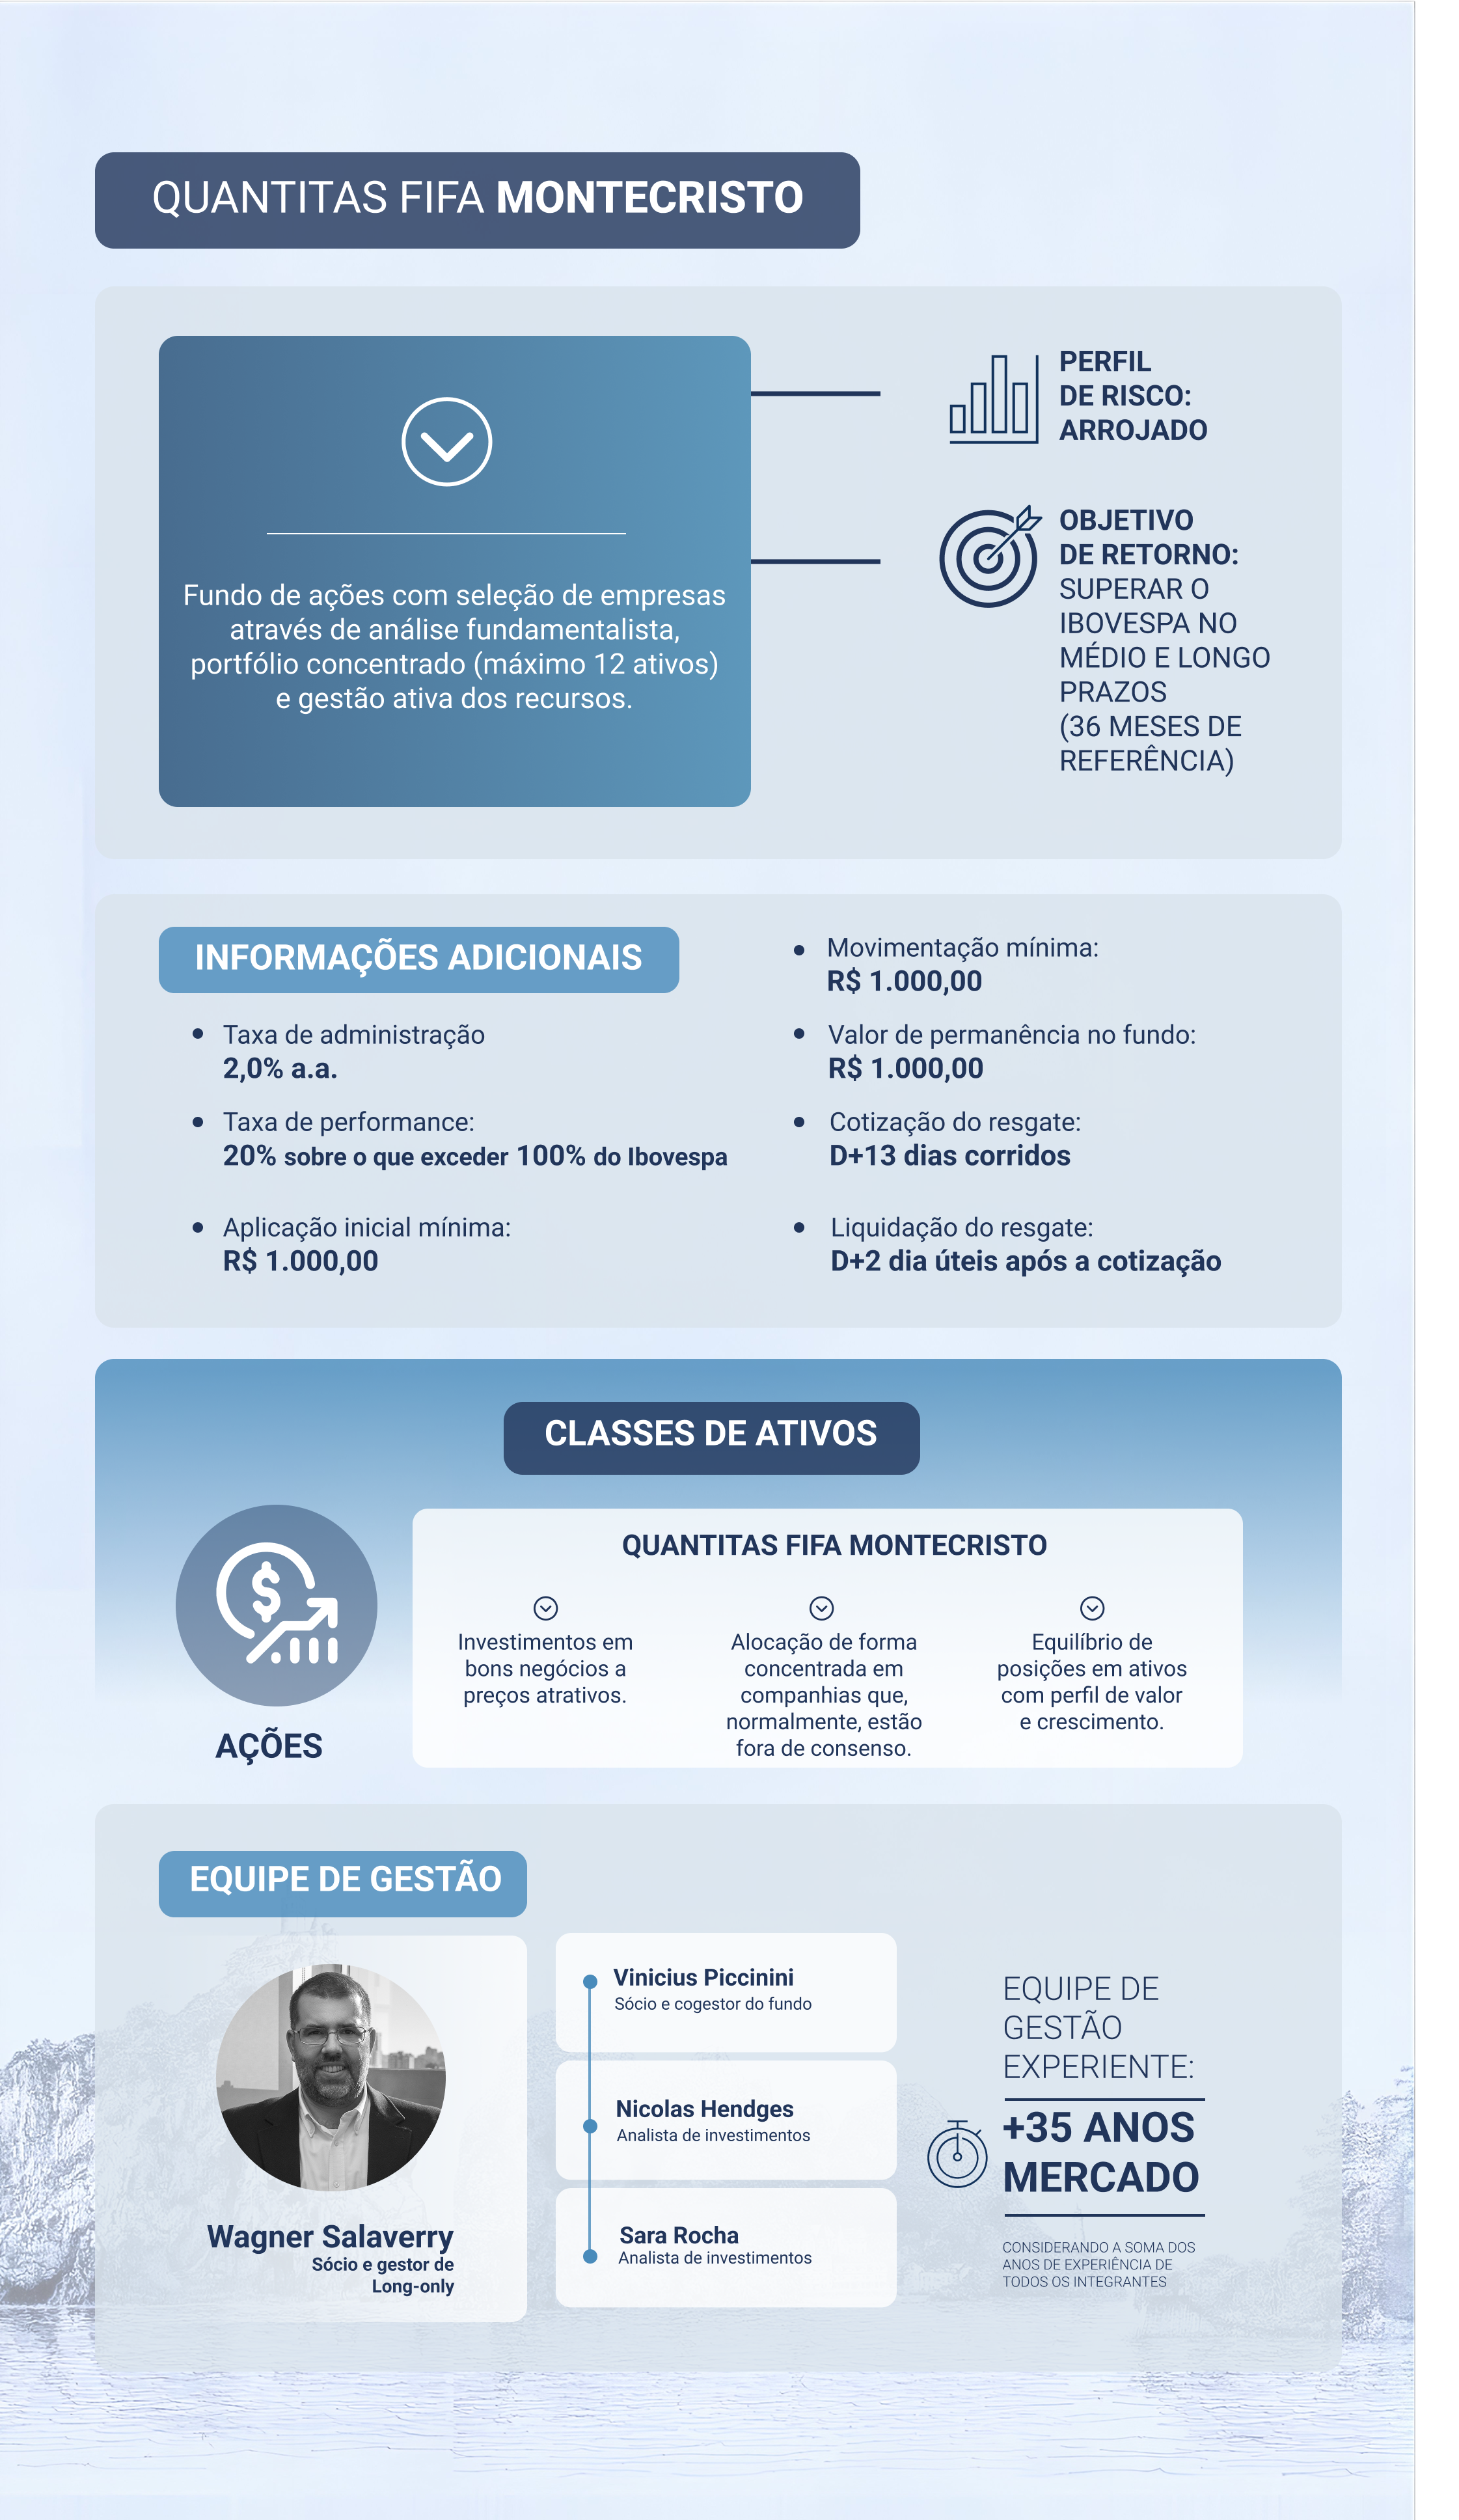 QUANTITAS FIFA MONTECRISTO
Fundo de ações com seleção de empresas
através de análise fundamentalista,
portfólio concentrado (máximo 12 ativos)
e gestão ativa dos recursos.
PERFIL
DE RISCO:
ARROJADO
OBJETIVO
DE RETORNO:
SUPERAR O
IBOVESPA NO
MÉDIO E LONGO
PRAZOS
(36 MESES DE
REFERÊNCIA)
INFORMAÇÕES ADICIONAIS
Taxa de administração
2,0% a.a.
Taxa de performance:
20% sobre o que exceder 100% do Ibovespa
Aplicação inicial mínima:
R$ 1.000,00
Movimentação mínima:
R$ 1.000,00
Valor de permanência no fundo:
R$ 1.000,00
Cotização do resgate:
D+13 dias corridos
Liquidação do resgate:
D+2 dia úteis após a cotização
CLASSES DE ATIVOS
AÇÕES
QUANTITAS FIFA MONTECRISTO
Investimentos em
bons negócios a
preços atrativos.
Alocação de forma
concentrada em
companhias que,
normalmente, estão
fora de consenso.
Equilíbrio de
posições em ativos
com perfil de valor
e crescimento.
EQUIPE DE GESTÃO
Wagner Salaverry
Sócio e gestor de
Long-only
Vinicius Piccinini
Sócio e cogestor do fundo
Nicolas Hendges
Analista de investimentos
Sara Rocha
Analista de investimentos
EQUIPE DE
GESTÃO
EXPERIENTE:
+35 ANOS
MERCADO
CONSIDERANDO A SOMA DOS
ANOS DE EXPERIÊNCIA DE
TODOS OS INTEGRANTES